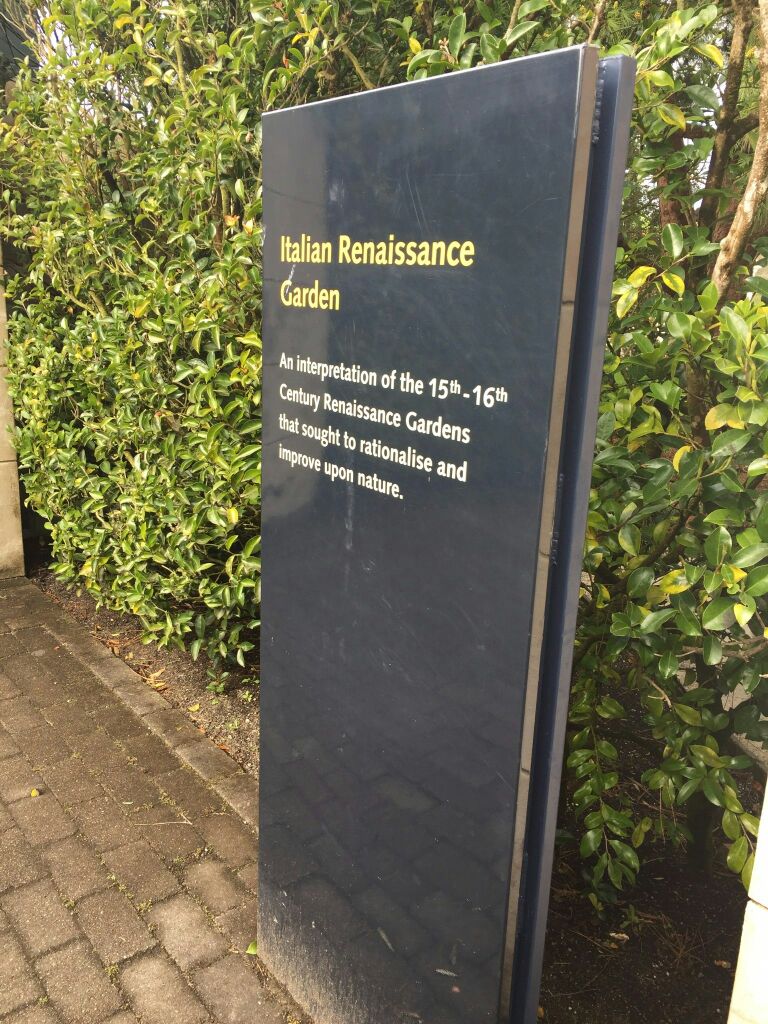 Italian Renaissance
Garden
An interpretation of the 15th-16th
Century Renaissance Gardens
that sought to rationalise and
improve upon nature.